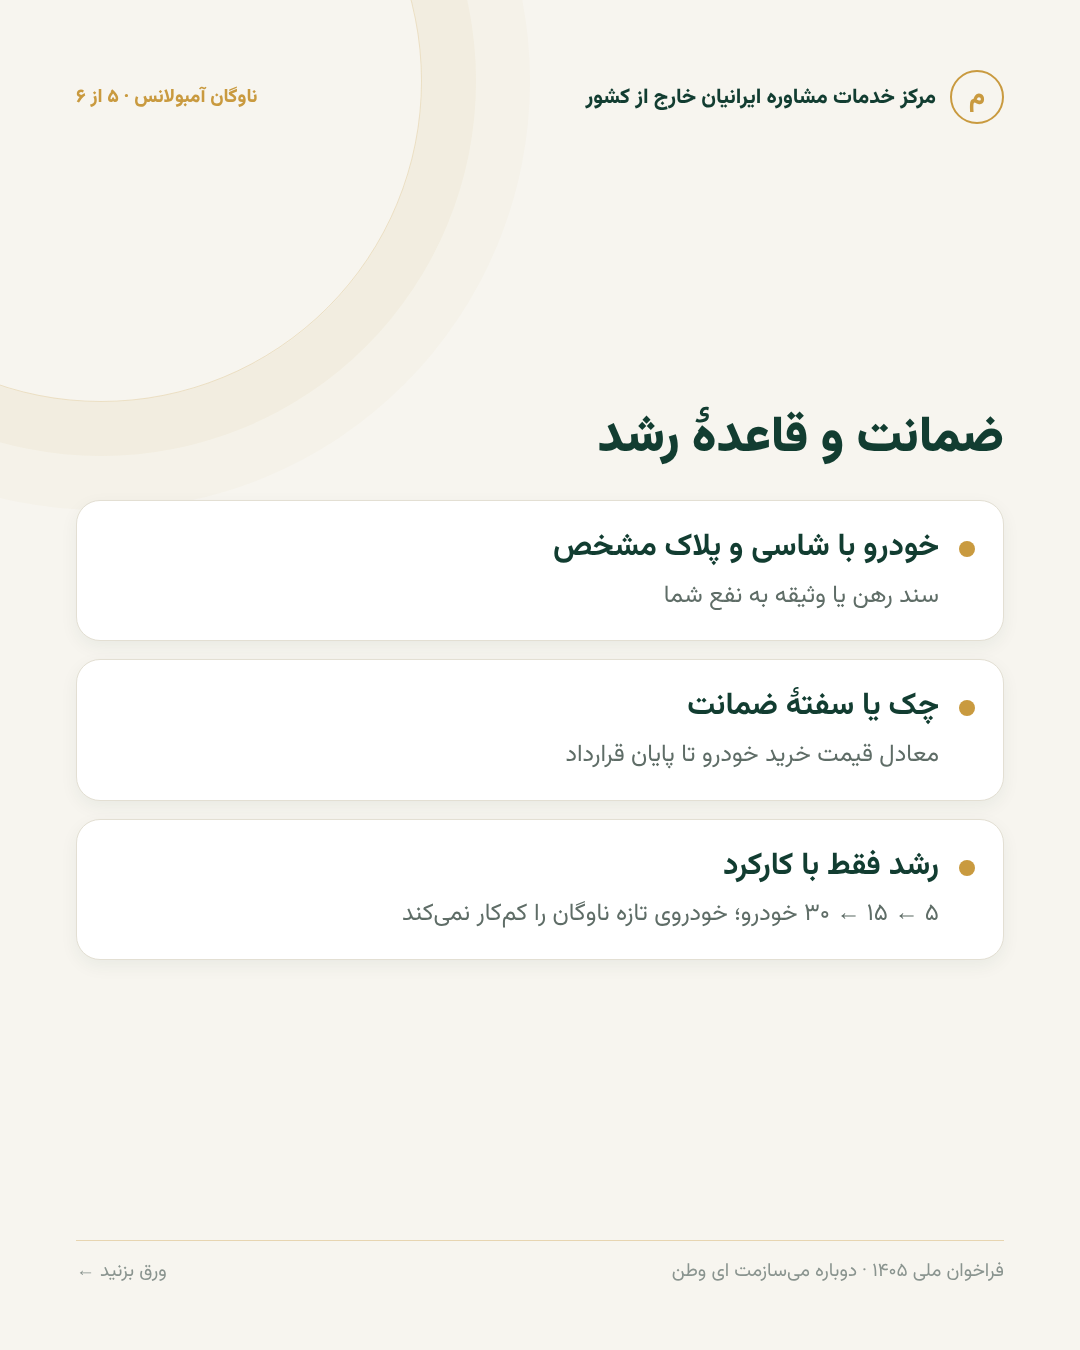 م
مرکز خدمات مشاوره ایرانیان خارج از کشور
ناوگان آمبولانس · ۵ از ۶
ضمانت و قاعدهٔ رشد
خودرو با شاسی و پلاک مشخص
سند رهن یا وثیقه به نفع شما
چک یا سفتهٔ ضمانت
معادل قیمت خرید خودرو تا پایان قرارداد
رشد فقط با کارکرد
۵ ← ۱۵ ← ۳۰ خودرو؛ خودروی تازه ناوگان را کم‌کار نمی‌کند
فراخوان ملی ۱۴۰۵ · دوباره می‌سازمت ای وطن
ورق بزنید ←